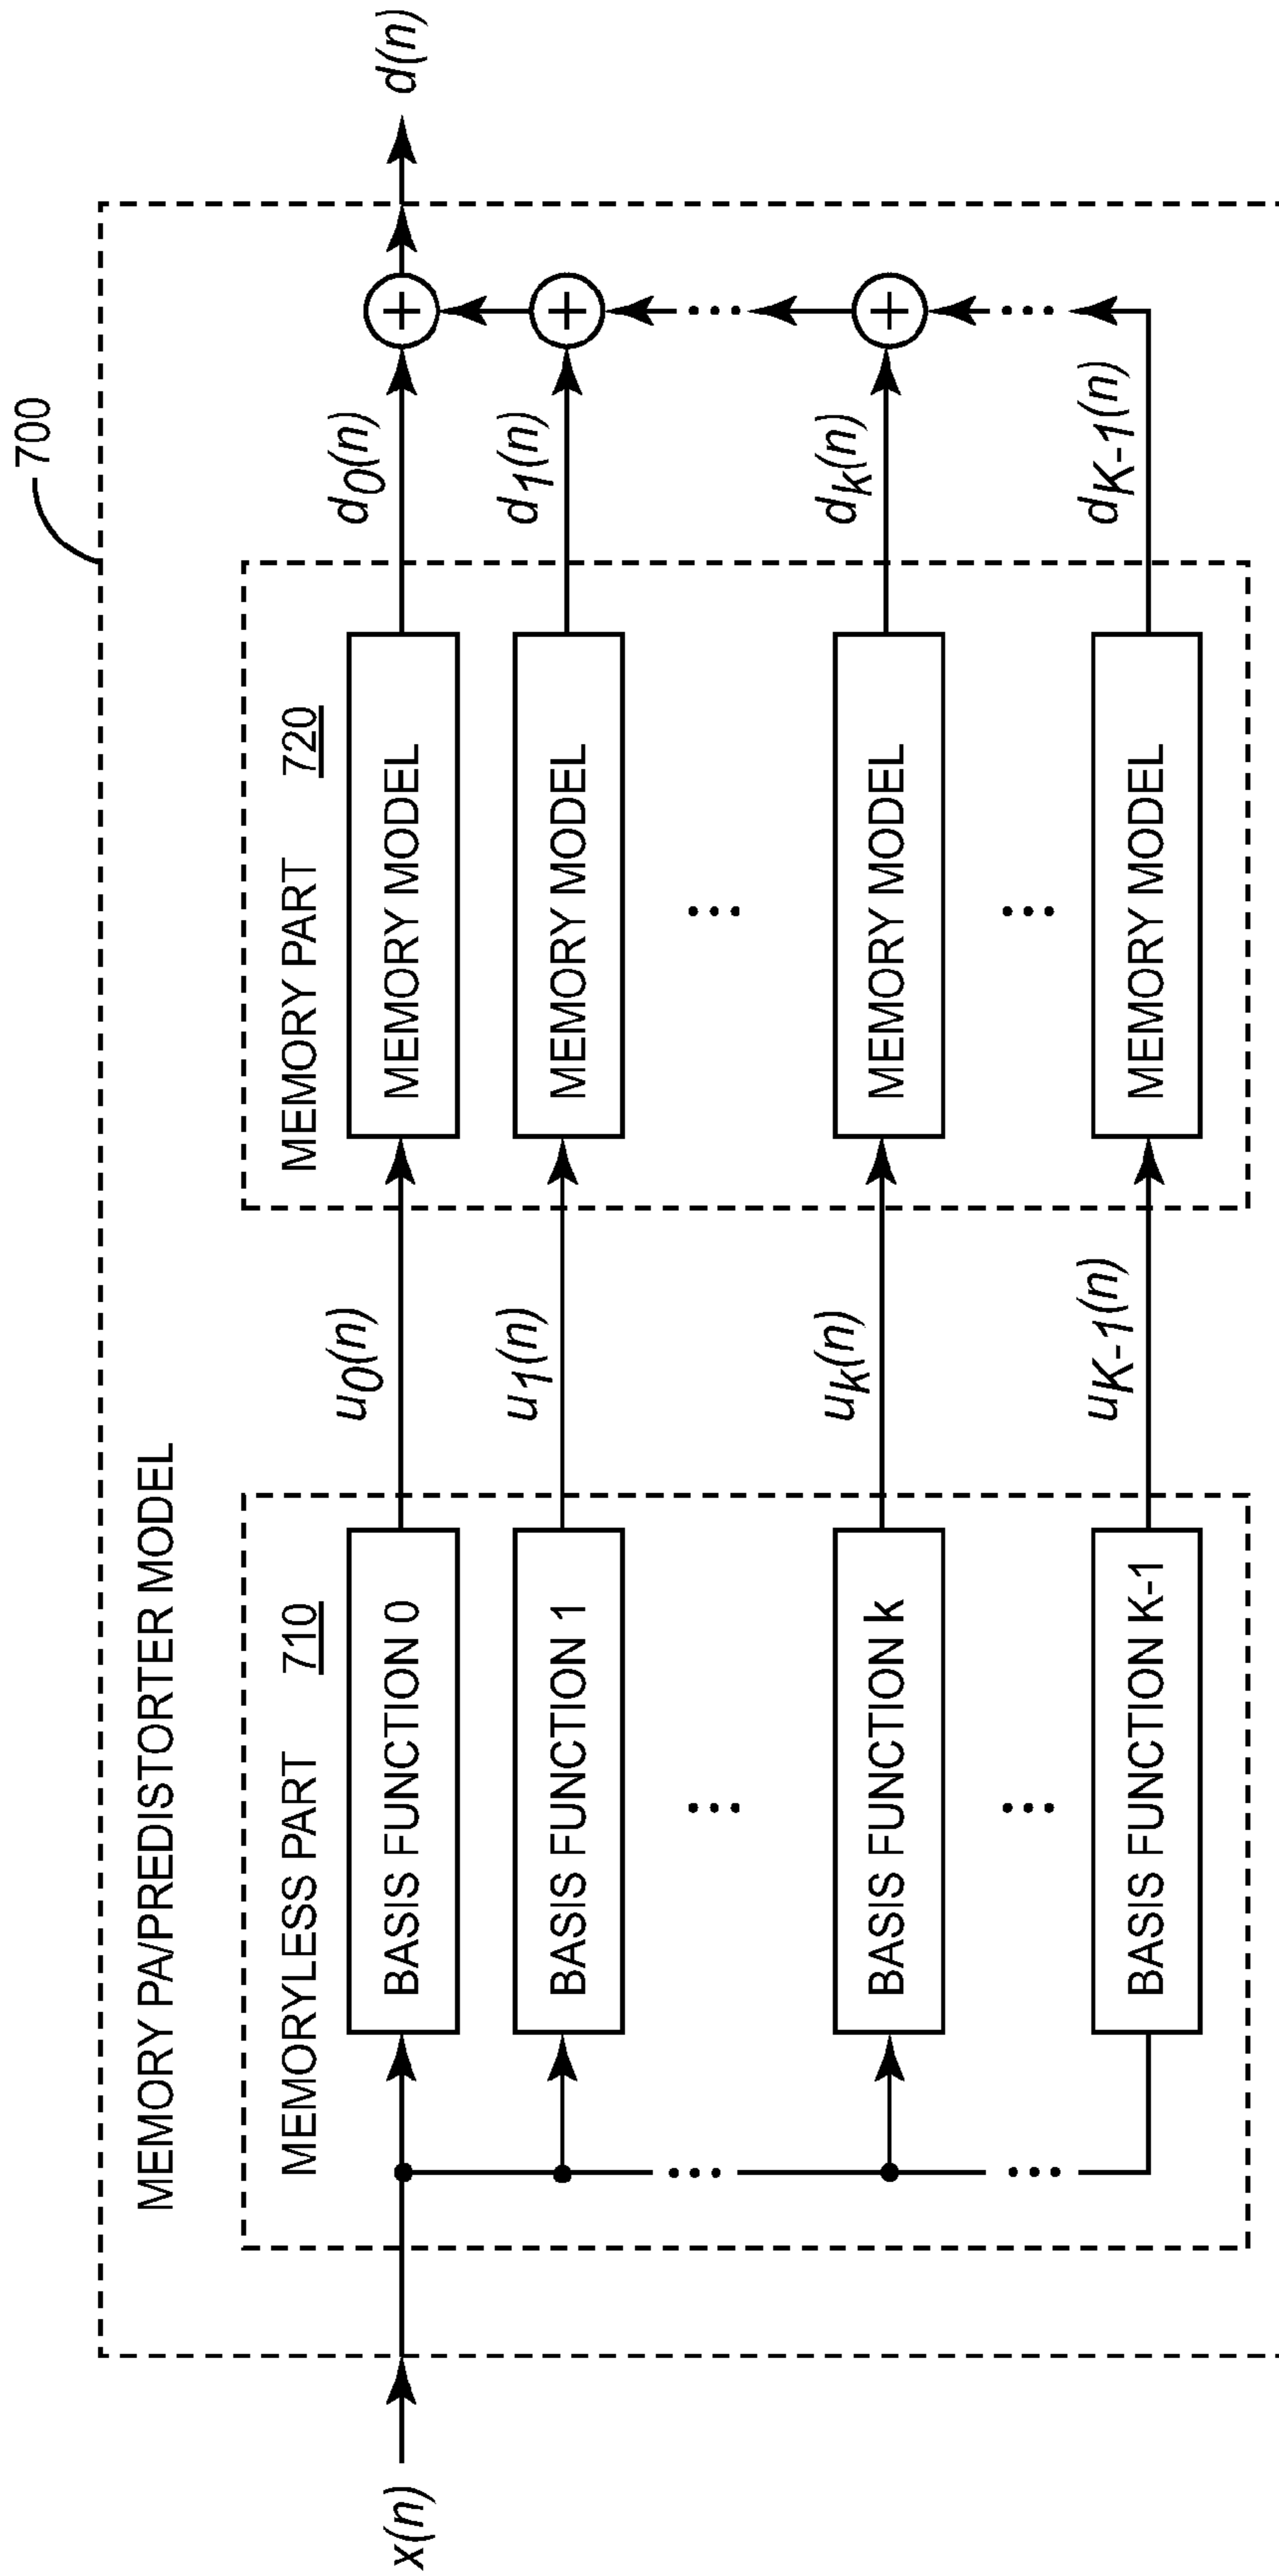 700
MEMORY PA/PREDISTORTER MODEL
MEMORYLESS PART 710
MEMORY PART 720
x(n)
BASIS FUNCTION 0
u0(n)
MEMORY MODEL
d0(n)
+
d(n)
BASIS FUNCTION 1
u1(n)
MEMORY MODEL
d1(n)
+
...
...
...
...
BASIS FUNCTION k
uk(n)
MEMORY MODEL
dk(n)
+
...
...
...
...
BASIS FUNCTION K-1
uK-1(n)
MEMORY MODEL
dK-1(n)